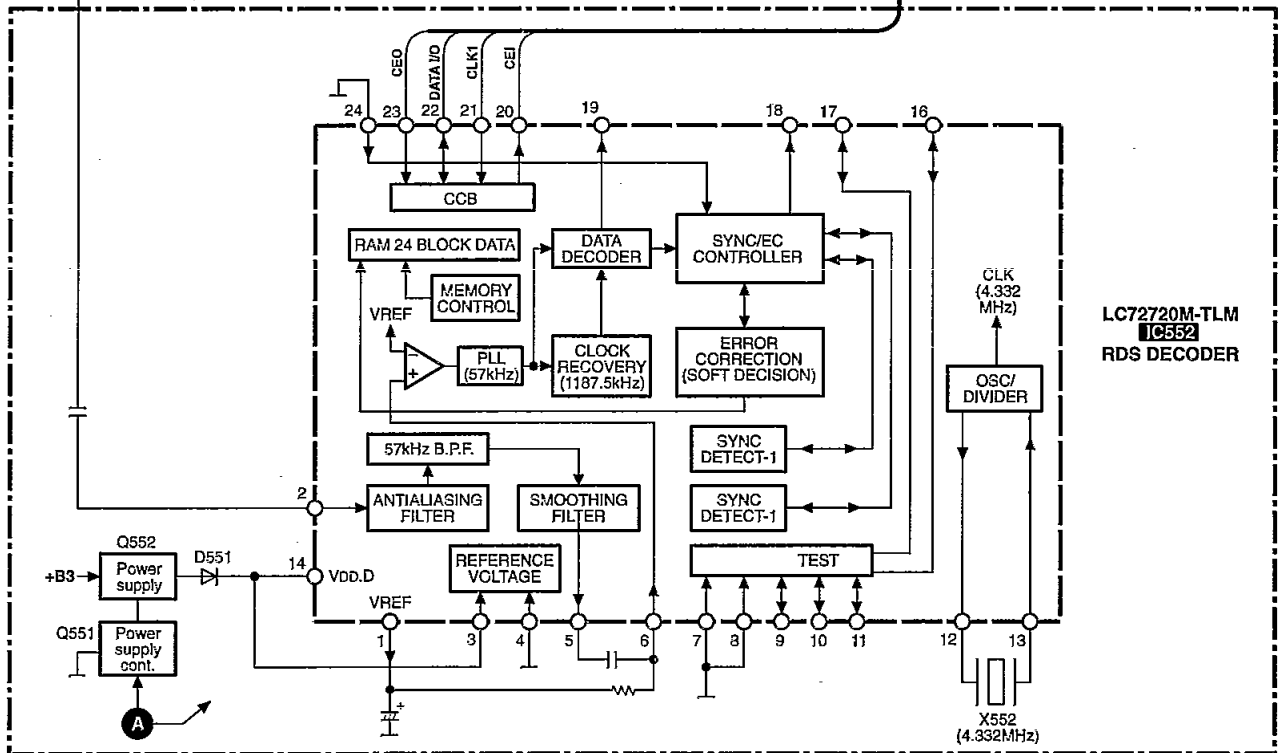 CEO
DATA I/O
CLK1
CEI
24
23
22
21
20
19
18
17
16
CCB
RAM 24 BLOCK DATA
DATA
DECODER
SYNC/EC
CONTROLLER
MEMORY
CONTROL
VREF
CLK
(4.332
MHz)
LC72720M-TLM
IC552
RDS DECODER
PLL
(57kHz)
CLOCK
RECOVERY
(1187.5kHz)
ERROR
CORRECTION
(SOFT DECISION)
OSC/
DIVIDER
57kHz B.P.F.
SYNC
DETECT-1
2
ANTIALIASING
FILTER
SMOOTHING
FILTER
SYNC
DETECT-1
Q552
D551
14
VDD.D
+B3
Power
supply
REFERENCE
VOLTAGE
TEST
VREF
Q551
Power
supply
cont.
1
3
4
5
6
7
8
9
10
11
12
13
+
A
X552
(4.332MHz)